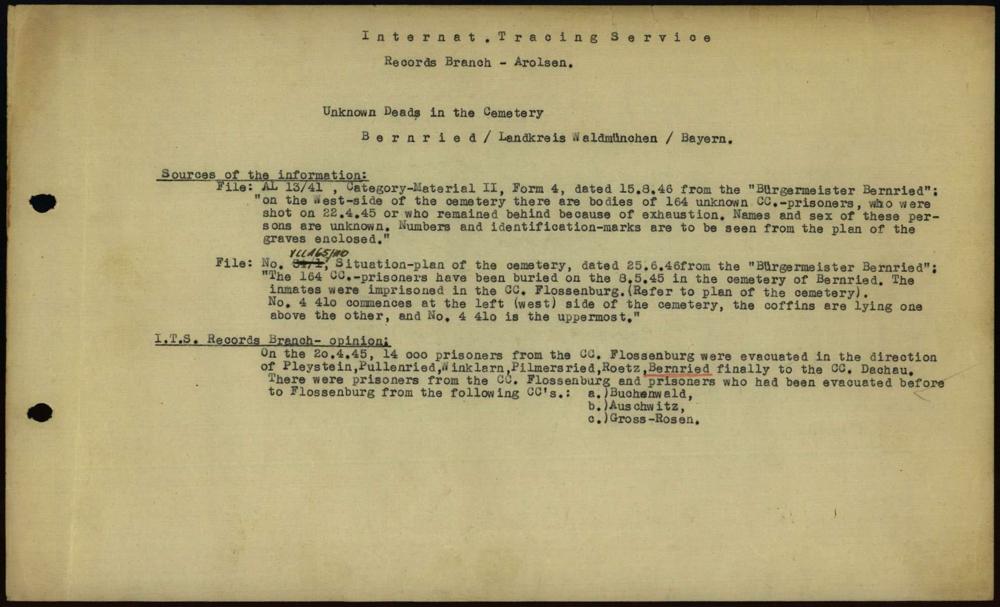 Internat. Tracing Service
Records Branch - Arolsen.
Unknown Deads in the Cemetery
Bernried / Landkreis Waldmünchen / Bayern.
Sources of the information:
File: AL 13/41 , Category-Material II, Form 4, dated 15.8.46 from the "Bürgermeister Bernried":
"on the West-side of the cemetery there are bodies of 164 unknown CC.-prisoners, who were
shot on 22.4.45 or who remained behind because of exhaustion. Names and sex of these per-
sons are unknown. Numbers and identification-marks are to be seen from the plan of the
graves enclosed."
File: No. , Situation-plan of the cemetery, dated 25.6.46from the "Bürgermeister Bernried":
"The 164 CC.-prisoners have been buried on the 8.5.45 in the cemetery of Bernried. The
inmates were imprisoned in the CC. Flossenburg.(Refer to plan of the cemetery).
No. 4 41o commences at the left (west) side of the cemetery, the coffins are lying one
above the other, and No. 4 41o is the uppermost."
I.T.S. Records Branch- opinion:
On the 2o.4.45, 14 ooo prisoners from the CC. Flossenburg were evacuated in the direction
of Pleystein,Pullenried,Winklarn,Pilmersried,Roetz,Bernried finally to the CC. Dachau.
There were prisoners from the CC. Flossenburg and prisoners who had been evacuated before
to Flossenburg from the following CC's.: a.)Buchenwald,
b.)Auschwitz,
c.)Gross-Rosen.